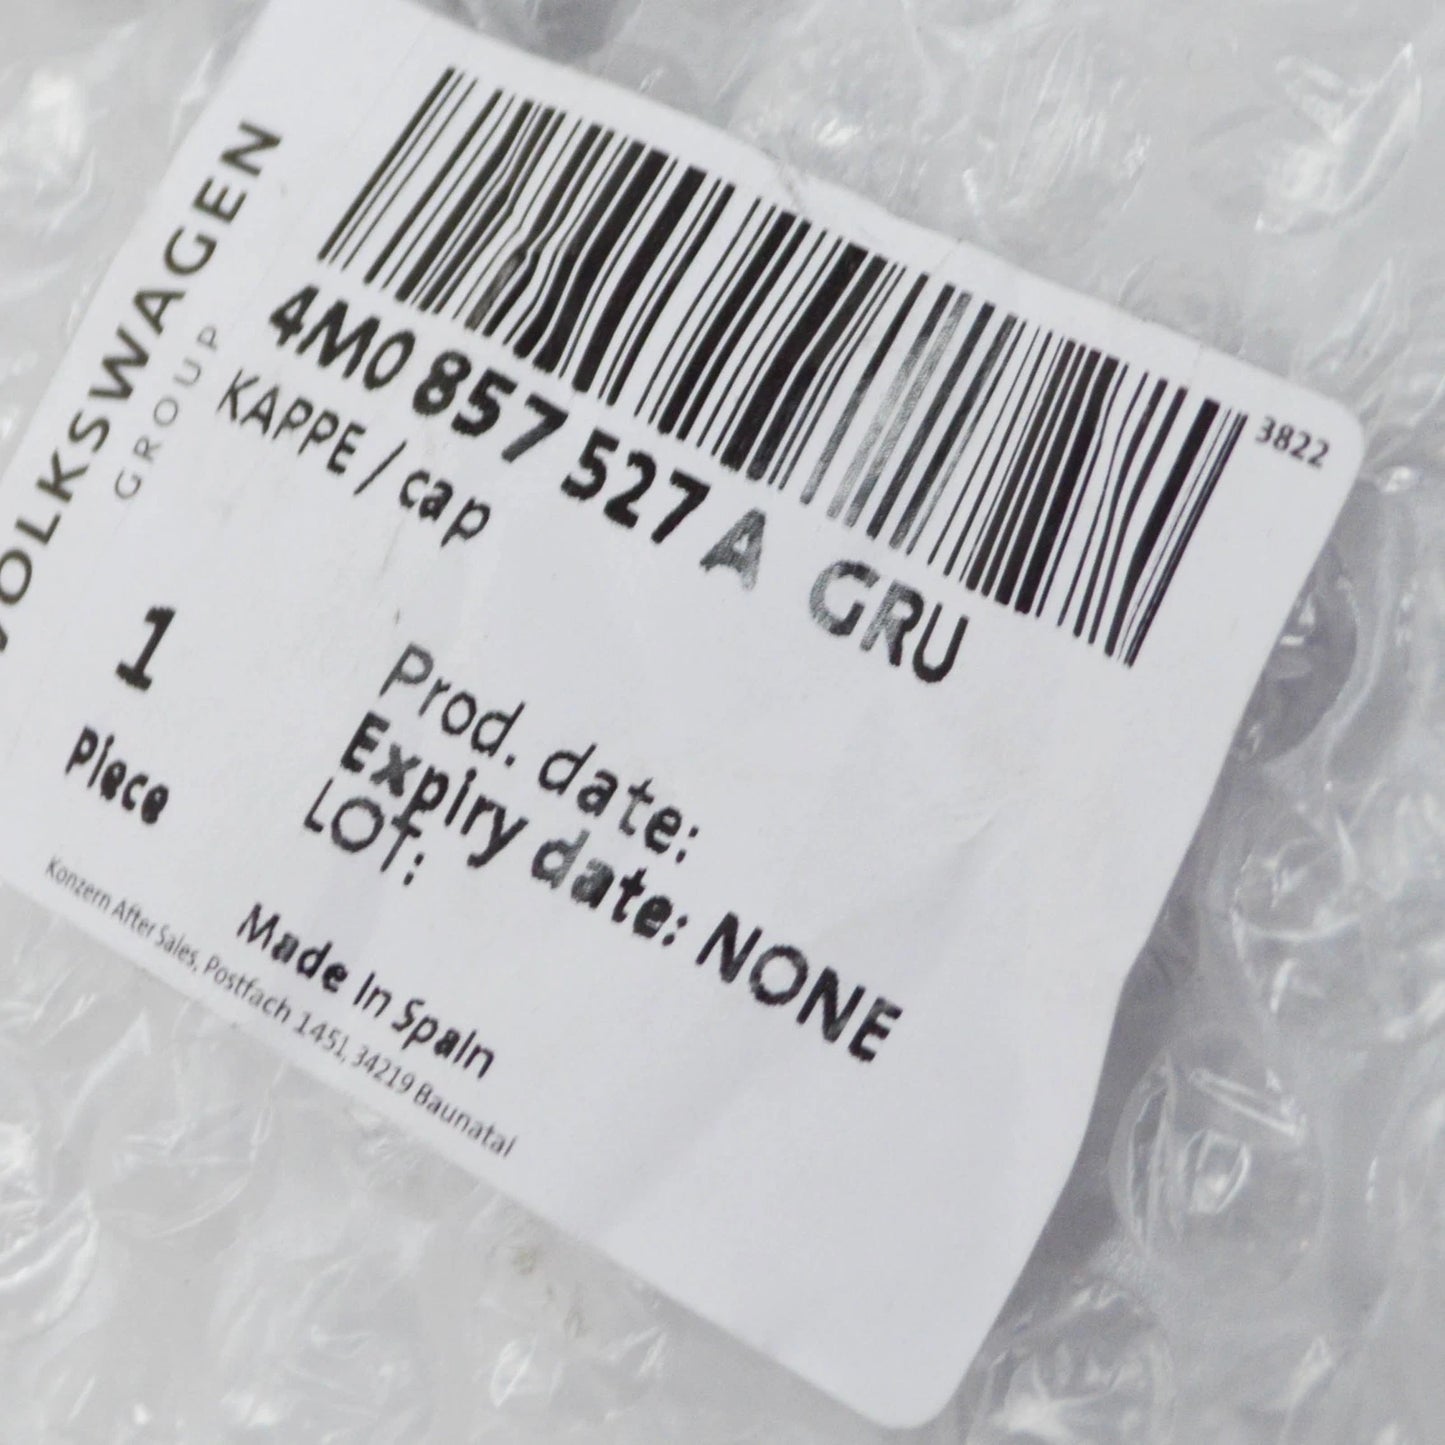 VOLKSWAGEN
GROUP
3822
4M0 857 527 A GRU
KAPPE / cap
1
Piece
Prod. date:
Expiry date: NONE
LOT:
Made In Spain
Konzern After Sales, Postfach 1451, 34219 Baunatal